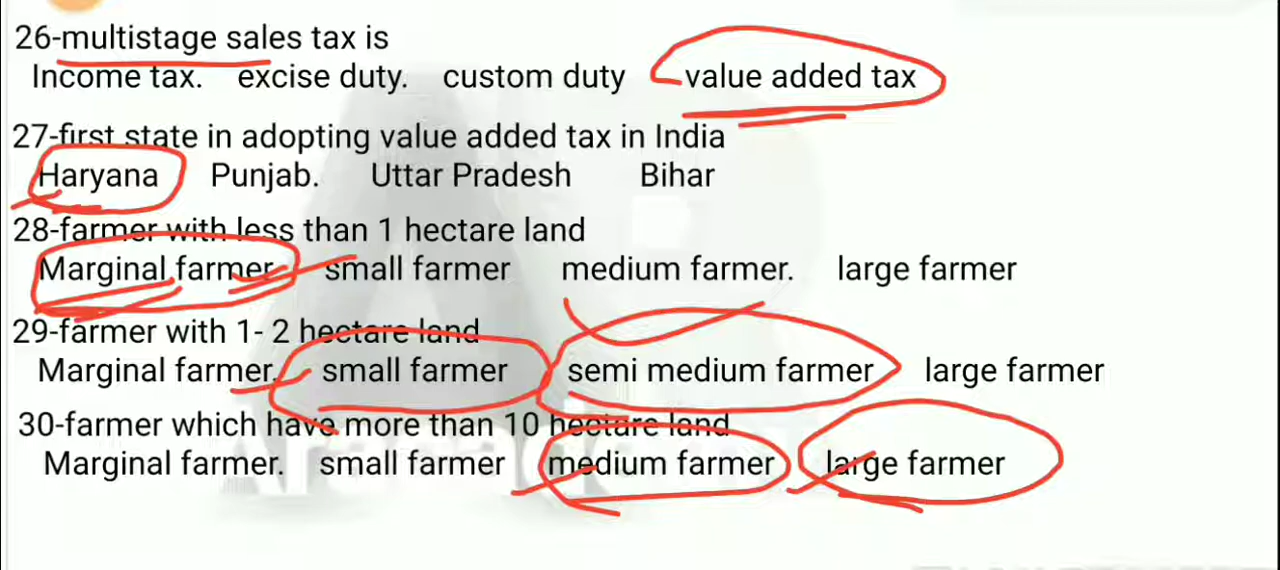 26-multistage sales tax is
Income tax. excise duty. custom duty value added tax
27-first state in adopting value added tax in India
Haryana Punjab. Uttar Pradesh Bihar
28-farmer with less than 1 hectare land
Marginal farmer small farmer medium farmer. large farmer
29-farmer with 1- 2 hectare land
Marginal farmer. small farmer semi medium farmer large farmer
30-farmer which have more than 10 hectare land
Marginal farmer. small farmer medium farmer large farmer